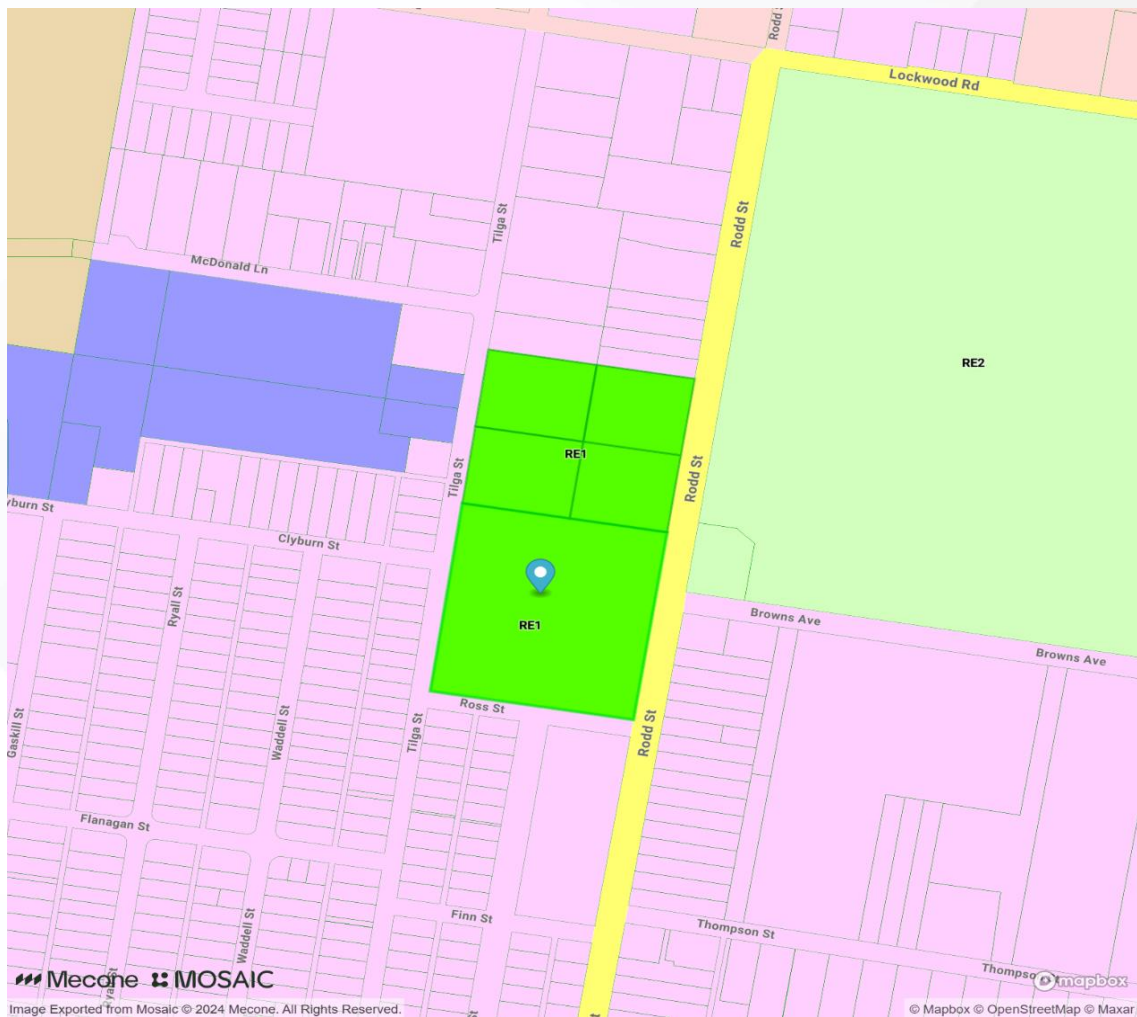 Rodd St
Lockwood Rd
Rodd St
Tilga St
McDonald Ln
RE2
RE1
Tilga St
Rodd St
Clyburn St
RE1
Ryall St
Browns Ave
Browns Ave
Ross St
Gaskill St
Waddell St
Tilga St
Rodd St
Flanagan St
Finn St
Waddell St
Thompson St
Thompson
Mecone MOSAIC
mapbox
Image Exported from Mosaic © 2024 Mecone. All Rights Reserved.
© Mapbox © OpenStreetMap © Maxar